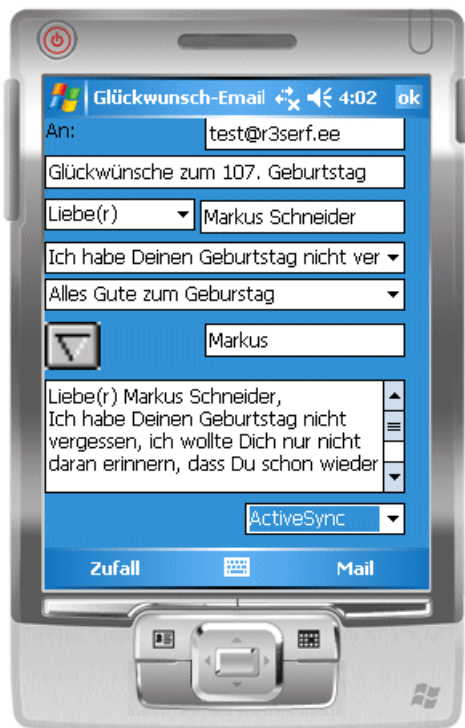 Glückwunsch-Email 4:02 ok
An: test@r3serf.ee
Glückwünsche zum 107. Geburtstag
Liebe(r) Markus Schneider
Ich habe Deinen Geburtstag nicht ver
Alles Gute zum Geburstag
Markus
Liebe(r) Markus Schneider,
Ich habe Deinen Geburtstag nicht
vergessen, ich wollte Dich nur nicht
daran erinnern, dass Du schon wieder
ActiveSync
Zufall Mail